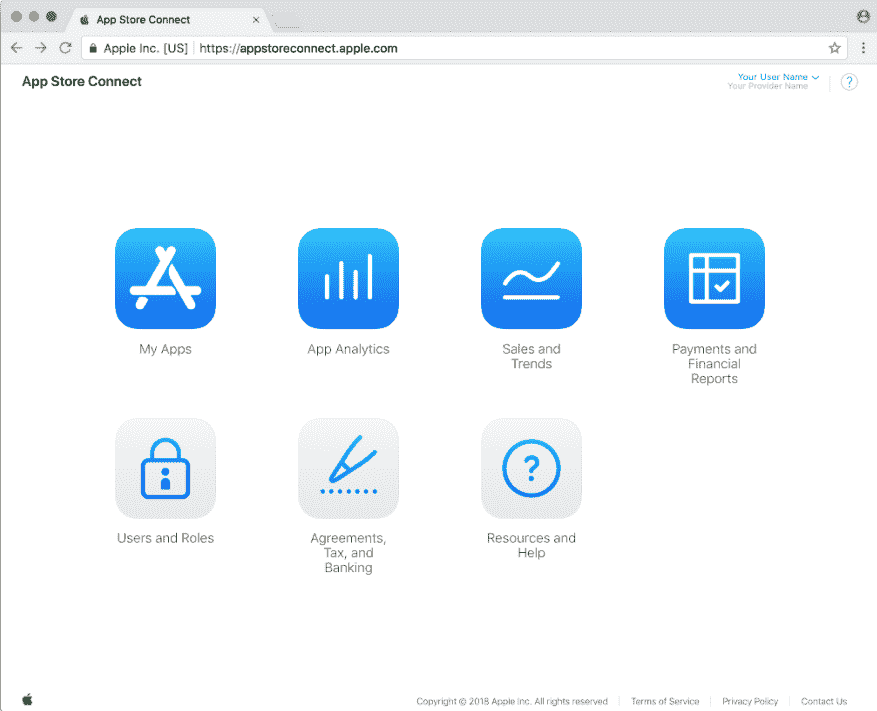 App Store Connect
Apple Inc. [US] https://appstoreconnect.apple.com
App Store Connect
Your User Name
Your Provider Name
?
My Apps
App Analytics
Sales and
Trends
Payments and
Financial
Reports
?
Users and Roles
Agreements,
Tax, and
Banking
Resources and
Help
Copyright © 2018 Apple Inc. All rights reserved
Terms of Service
Privacy Policy
Contact Us